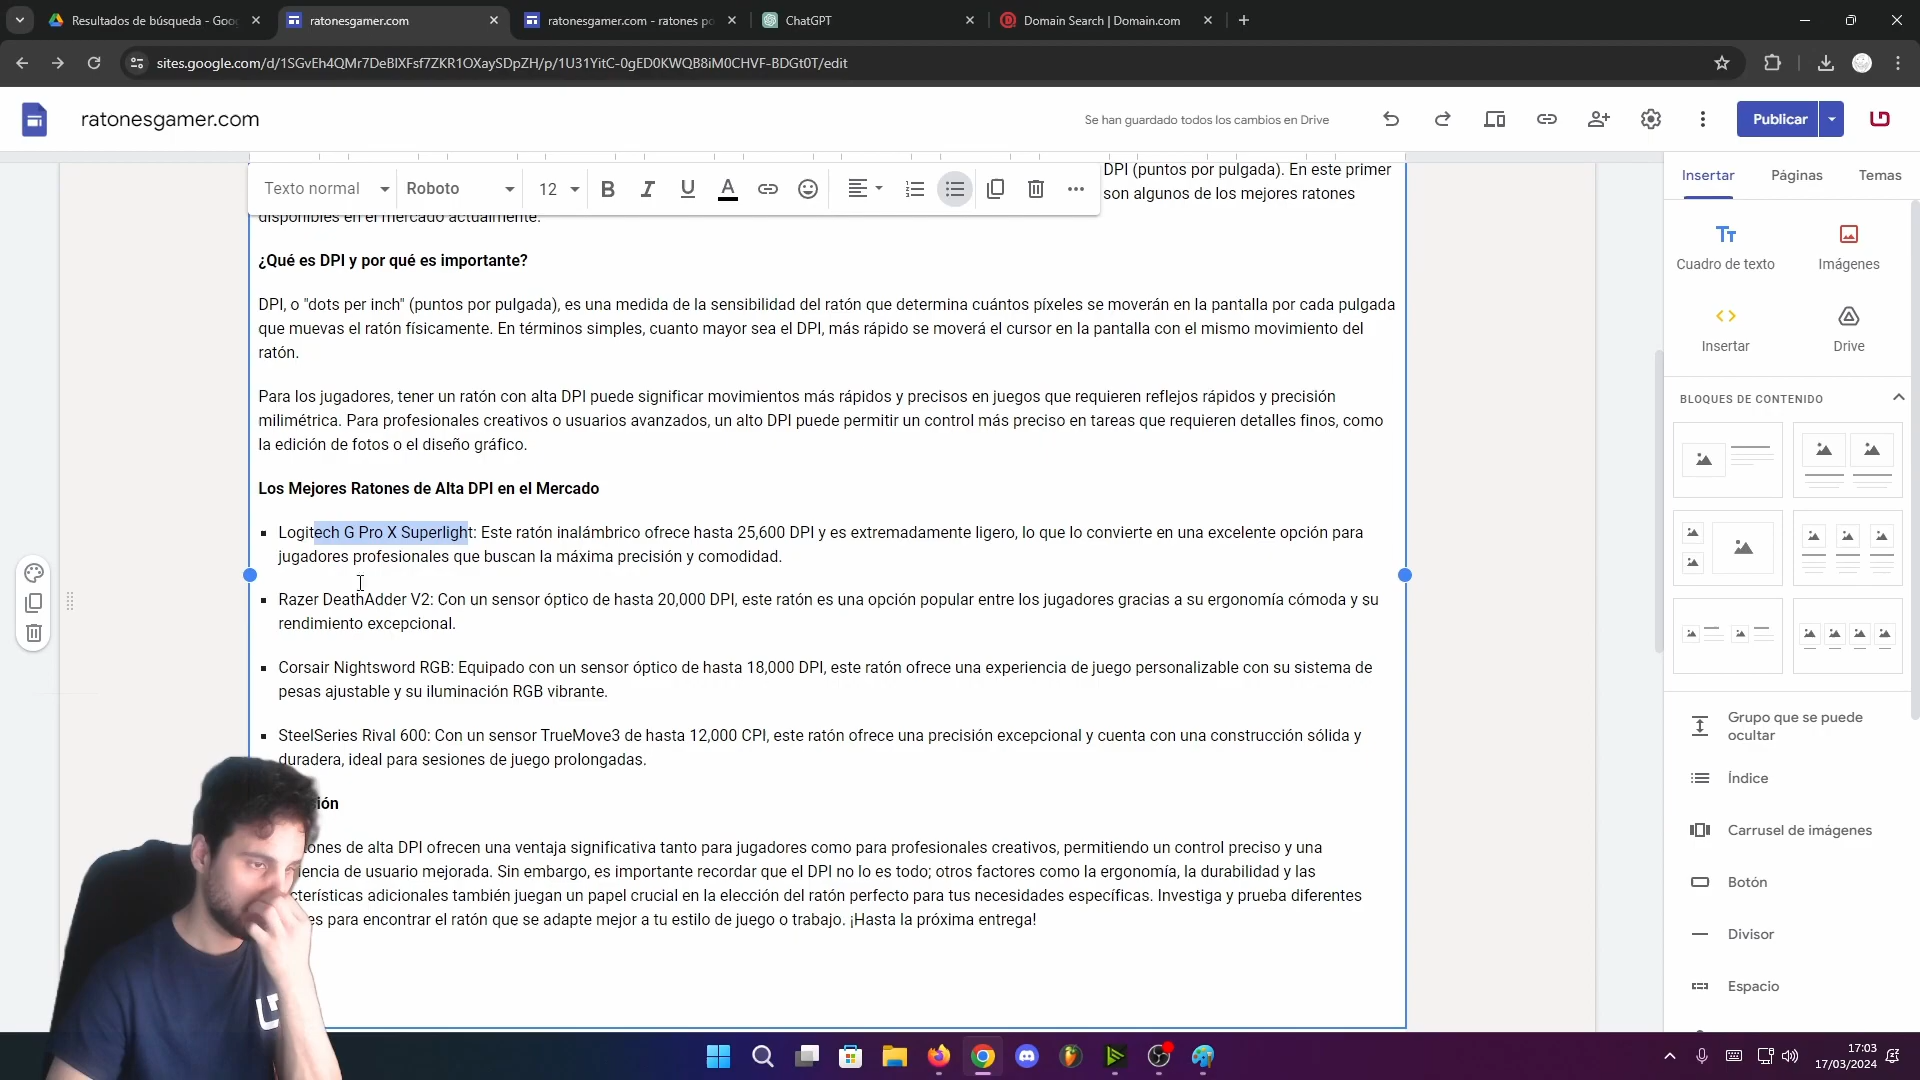 Resultados de búsqueda - Goo
ratonesgamer.com
ratonesgamer.com - ratones po
ChatGPT
Domain Search | Domain.com
sites.google.com/d/1SGvEh4QMr7DeBlXFsf7ZKR1OXaySDpZH/p/1U31YitC-0gED0KWQB8iM0CHVF-BDGt0T/edit
ratonesgamer.com
Se han guardado todos los cambios en Drive
Publicar
Texto normal
Roboto
12
DPI (puntos por pulgada). En este primer
son algunos de los mejores ratones
disponibles en el mercado actualmente.
¿Qué es DPI y por qué es importante?
DPI, o "dots per inch" (puntos por pulgada), es una medida de la sensibilidad del ratón que determina cuántos píxeles se moverán en la pantalla por cada pulgada
que muevas el ratón físicamente. En términos simples, cuanto mayor sea el DPI, más rápido se moverá el cursor en la pantalla con el mismo movimiento del
ratón.
Para los jugadores, tener un ratón con alta DPI puede significar movimientos más rápidos y precisos en juegos que requieren reflejos rápidos y precisión
milimétrica. Para profesionales creativos o usuarios avanzados, un alto DPI puede permitir un control más preciso en tareas que requieren detalles finos, como
la edición de fotos o el diseño gráfico.
Los Mejores Ratones de Alta DPI en el Mercado
Logitech G Pro X Superlight: Este ratón inalámbrico ofrece hasta 25,600 DPI y es extremadamente ligero, lo que lo convierte en una excelente opción para
jugadores profesionales que buscan la máxima precisión y comodidad.
Razer DeathAdder V2: Con un sensor óptico de hasta 20,000 DPI, este ratón es una opción popular entre los jugadores gracias a su ergonomía cómoda y su
rendimiento excepcional.
Corsair Nightsword RGB: Equipado con un sensor óptico de hasta 18,000 DPI, este ratón ofrece una experiencia de juego personalizable con su sistema de
pesas ajustable y su iluminación RGB vibrante.
SteelSeries Rival 600: Con un sensor TrueMove3 de hasta 12,000 CPI, este ratón ofrece una precisión excepcional y cuenta con una construcción sólida y
duradera, ideal para sesiones de juego prolongadas.
ión
ones de alta DPI ofrecen una ventaja significativa tanto para jugadores como para profesionales creativos, permitiendo un control preciso y una
iencia de usuario mejorada. Sin embargo, es importante recordar que el DPI no lo es todo; otros factores como la ergonomía, la durabilidad y las
cterísticas adicionales también juegan un papel crucial en la elección del ratón perfecto para tus necesidades específicas. Investiga y prueba diferentes
es para encontrar el ratón que se adapte mejor a tu estilo de juego o trabajo. ¡Hasta la próxima entrega!
Insertar
Páginas
Temas
Cuadro de texto
Imágenes
Insertar
Drive
BLOQUES DE CONTENIDO
Grupo que se puede
ocultar
Índice
Carrusel de imágenes
Botón
Divisor
Espacio
17:03
17/03/2024